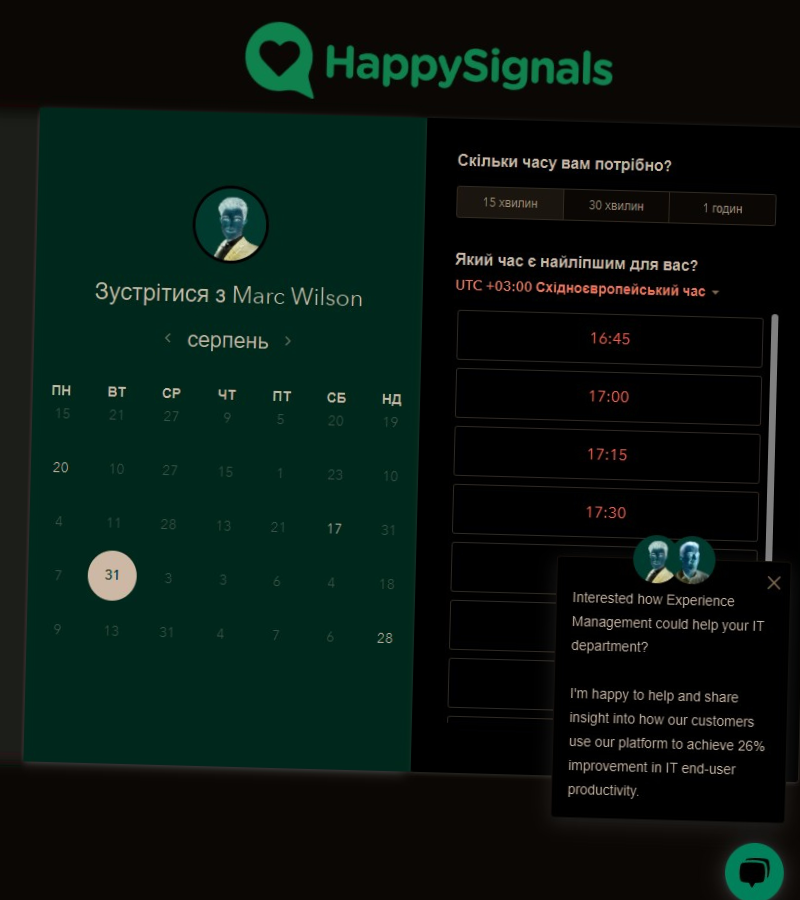 HappySignals
Зустрітися з Marc Wilson
серпень
ПН ВТ СР ЧТ ПТ СБ НД
15 21 27 9 5 20 19
20 10 27 15 1 23 10
4 11 28 13 21 17 31
7 31 3 3 6 4 18
9 13 31 4 7 6 28
Скільки часу вам потрібно?
15 хвилин 30 хвилин 1 годин
Який час є найліпшим для вас?
UTC +03:00 Східноєвропейський час
16:45
17:00
17:15
17:30
Interested how Experience
Management could help your IT
department?
I'm happy to help and share
insight into how our customers
use our platform to achieve 26%
improvement in IT end-user
productivity.